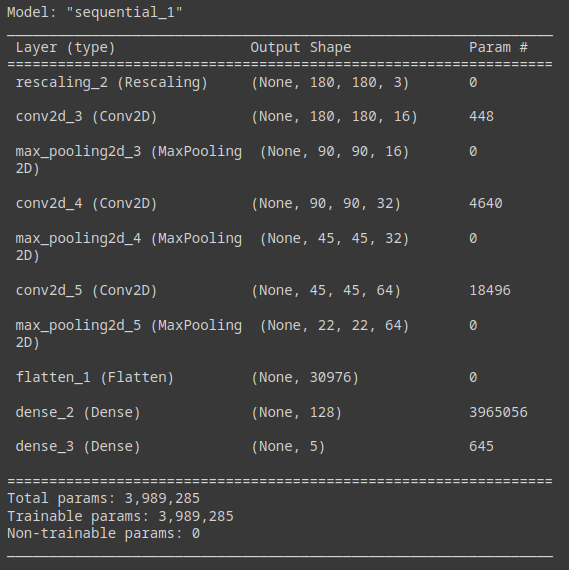 Model: "sequential_1"
_________________________________________________________________
Layer (type) Output Shape Param #
=================================================================
rescaling_2 (Rescaling) (None, 180, 180, 3) 0
conv2d_3 (Conv2D) (None, 180, 180, 16) 448
max_pooling2d_3 (MaxPooling (None, 90, 90, 16) 0
2D)
conv2d_4 (Conv2D) (None, 90, 90, 32) 4640
max_pooling2d_4 (MaxPooling (None, 45, 45, 32) 0
2D)
conv2d_5 (Conv2D) (None, 45, 45, 64) 18496
max_pooling2d_5 (MaxPooling (None, 22, 22, 64) 0
2D)
flatten_1 (Flatten) (None, 30976) 0
dense_2 (Dense) (None, 128) 3965056
dense_3 (Dense) (None, 5) 645
=================================================================
Total params: 3,989,285
Trainable params: 3,989,285
Non-trainable params: 0
_________________________________________________________________